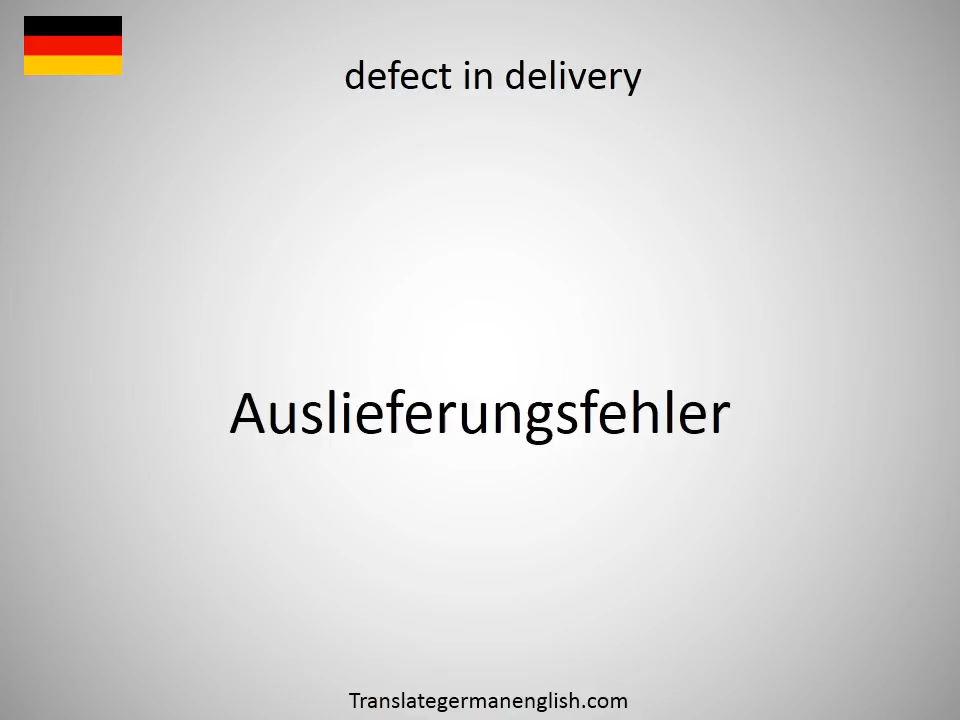 defect in delivery
Auslieferungsfehler
Translategermanenglish.com